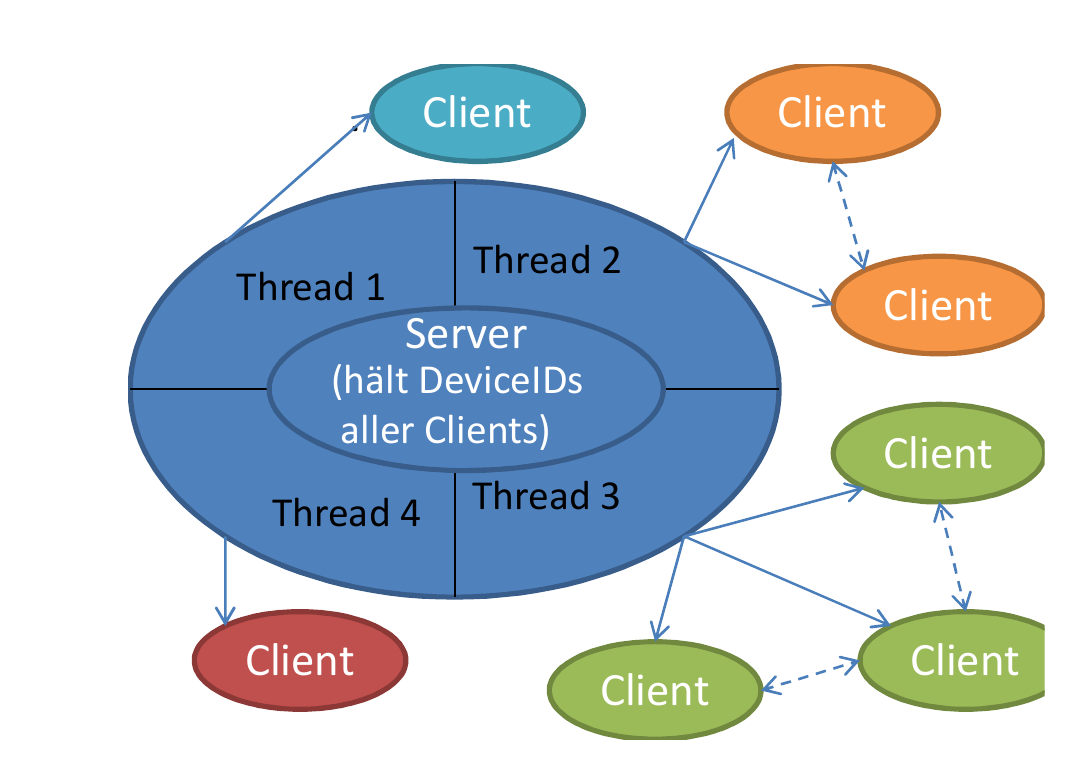 Client
Client
Thread 1
Thread 2
Client
Server
(hält DeviceIDs
aller Clients)
Client
Thread 4
Thread 3
Client
Client
Client